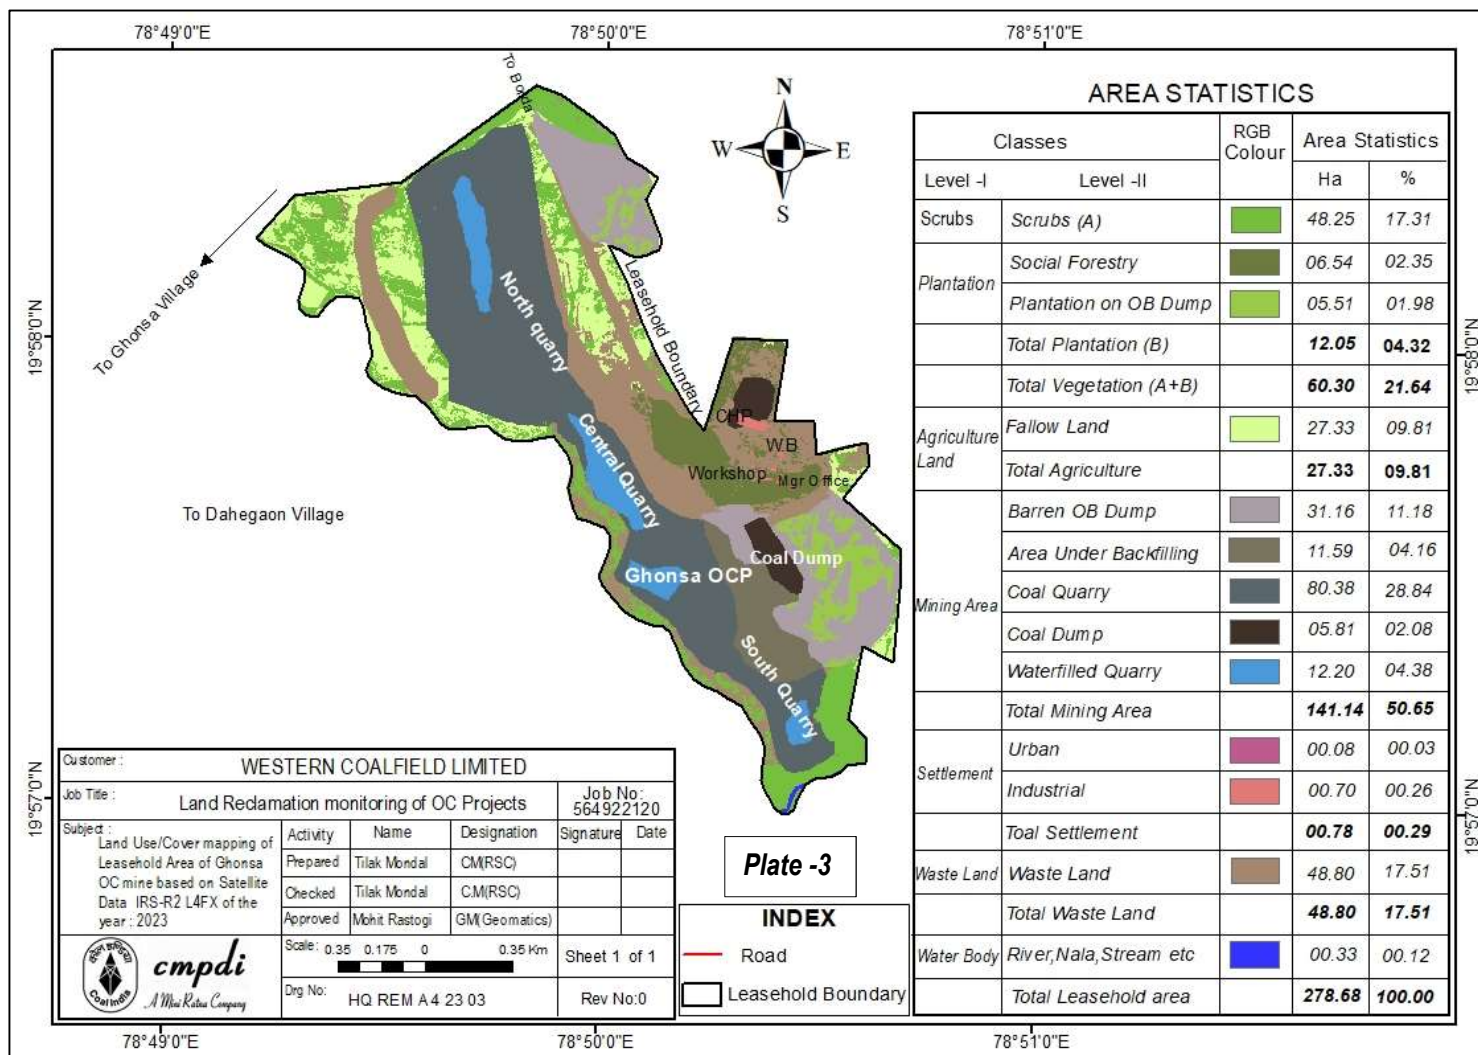 78°49'0"E 78°50'0"E 78°51'0"E
To Borda
N
W E
S
To Ghonsa Village
19°58'0"N
North quarry
Leasehold Boundary
CHP
W.B
Central Quarry
Workshop
Mgr Office
To Dahegaon Village
Coal Dump
Ghonsa OCP
South Quarry
19°58'0"N
19°57'0"N
19°57'0"N
AREA STATISTICS
Classes RGB Colour Area Statistics
Level -I Level -II Ha %
Scrubs Scrubs (A) 48.25 17.31
Plantation Social Forestry 06.54 02.35
Plantation on OB Dump 05.51 01.98
Total Plantation (B) 12.05 04.32
Total Vegetation (A+B) 60.30 21.64
Agriculture Land Fallow Land 27.33 09.81
Total Agriculture 27.33 09.81
Mining Area Barren OB Dump 31.16 11.18
Area Under Backfilling 11.59 04.16
Coal Quarry 80.38 28.84
Coal Dump 05.81 02.08
Waterfilled Quarry 12.20 04.38
Total Mining Area 141.14 50.65
Settlement Urban 00.08 00.03
Industrial 00.70 00.26
Toal Settlement 00.78 00.29
Waste Land Waste Land 48.80 17.51
Total Waste Land 48.80 17.51
Water Body River,Nala,Stream etc 00.33 00.12
Total Leasehold area 278.68 100.00
Customer : WESTERN COALFIELD LIMITED
Job Title : Land Reclamation monitoring of OC Projects Job No: 564922120
Subject :
Land Use/Cover mapping of
Leasehold Area of Ghonsa
OC mine based on Satellite
Data IRS-R2 L4FX of the
year : 2023
Activity Name Designation Signature Date
Prepared Tilak Mondal CM(RSC)
Checked Tilak Mondal C.M(RSC)
Approved Mohit Rastogi GM(Geomatics)
Coal India
cmpdi
A Mini Ratna Company
Scale: 0.35 0.175 0 0.35 Km
Sheet 1 of 1
Drg No: HQ REM A 4 23 03
Rev No:0
Plate -3
INDEX
Road
Leasehold Boundary
78°49'0"E 78°50'0"E 78°51'0"E